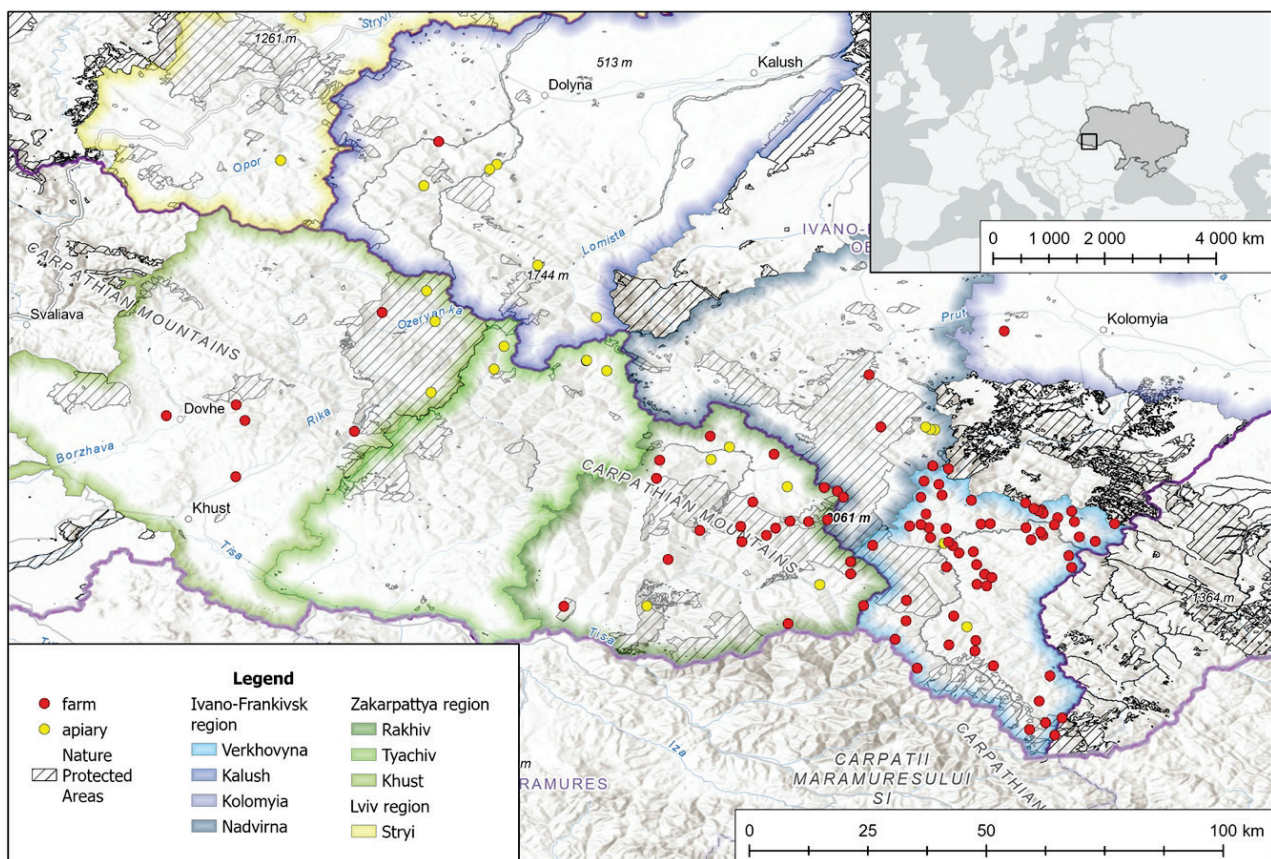 1261 m
Stryi
513 m
Kalush
Dolyna
Opor
Lomista
IVANO-
0
1 000
2 000
4 000 km
1744 m
CARPATHIAN MOUNTAINS
Svaliava
Ozeryanka
Prut
Kolomyia
Dovhe
Rika
Borzhava
CARPATHIAN MOUNTAINS
2061 m
Khust
Tisa
1364 m
Tisa
Legend
farm
apiary
Nature
Protected
Areas
Ivano-Frankivsk
region
Verkhovyna
Kalush
Kolomyia
Nadvirna
Zakarpattya region
Rakhiv
Tyachiv
Khust
Lviv region
Stryi
Iza
m
RAMURES
CARPATII
MARAMURESULUI
SI
CARPATHIAN
0
25
50
100 km